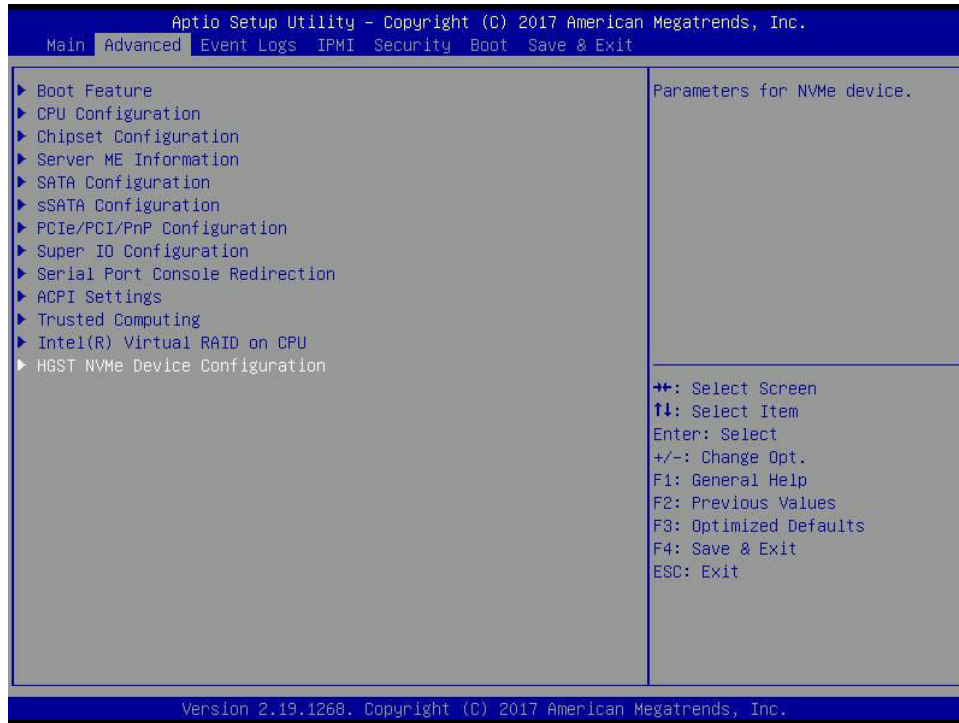 Aptio Setup Utility – Copyright (C) 2017 American Megatrends, Inc.
Main Advanced Event Logs IPMI Security Boot Save & Exit
Boot Feature
CPU Configuration
Chipset Configuration
Server ME Information
SATA Configuration
sSATA Configuration
PCIe/PCI/PnP Configuration
Super IO Configuration
Serial Port Console Redirection
ACPI Settings
Trusted Computing
Intel(R) Virtual RAID on CPU
HGST NVMe Device Configuration
Parameters for NVMe device.
→←: Select Screen
↑↓: Select Item
Enter: Select
+/-: Change Opt.
F1: General Help
F2: Previous Values
F3: Optimized Defaults
F4: Save & Exit
ESC: Exit
Version 2.19.1268. Copyright (C) 2017 American Megatrends, Inc.